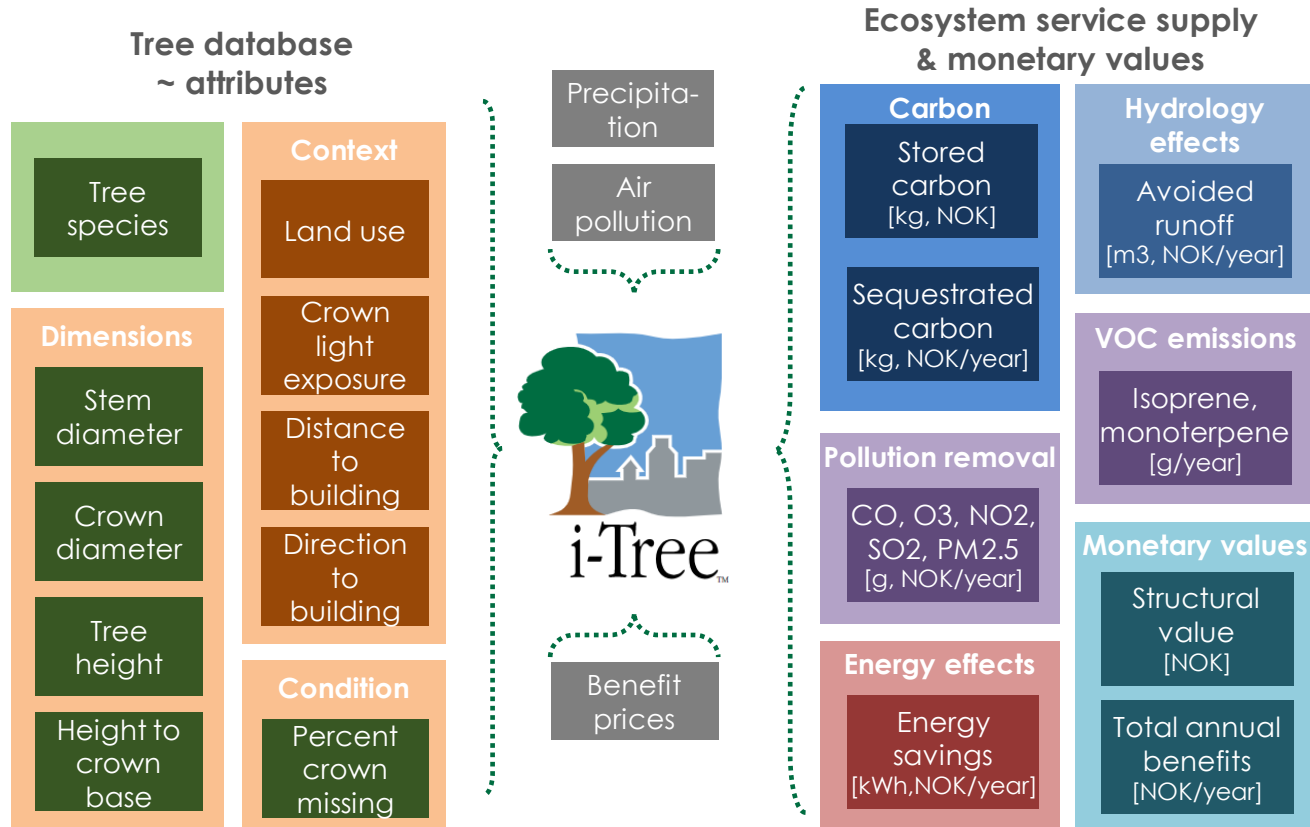 Tree database
~ attributes
Tree
species
Dimensions
Stem
diameter
Crown
diameter
Tree
height
Height to
crown
base
Context
Land use
Crown
light
exposure
Distance
to
building
Direction
to
building
Condition
Percent
crown
missing
Precipita-
tion
Air
pollution
i-Tree™
Benefit
prices
Ecosystem service supply
& monetary values
Carbon
Stored
carbon
[kg, NOK]
Sequestrated
carbon
[kg, NOK/year]
Pollution removal
CO, O3, NO2,
SO2, PM2.5
[g, NOK/year]
Energy effects
Energy
savings
[kWh,NOK/year]
Hydrology
effects
Avoided
runoff
[m3, NOK/year]
VOC emissions
Isoprene,
monoterpene
[g/year]
Monetary values
Structural
value
[NOK]
Total annual
benefits
[NOK/year]